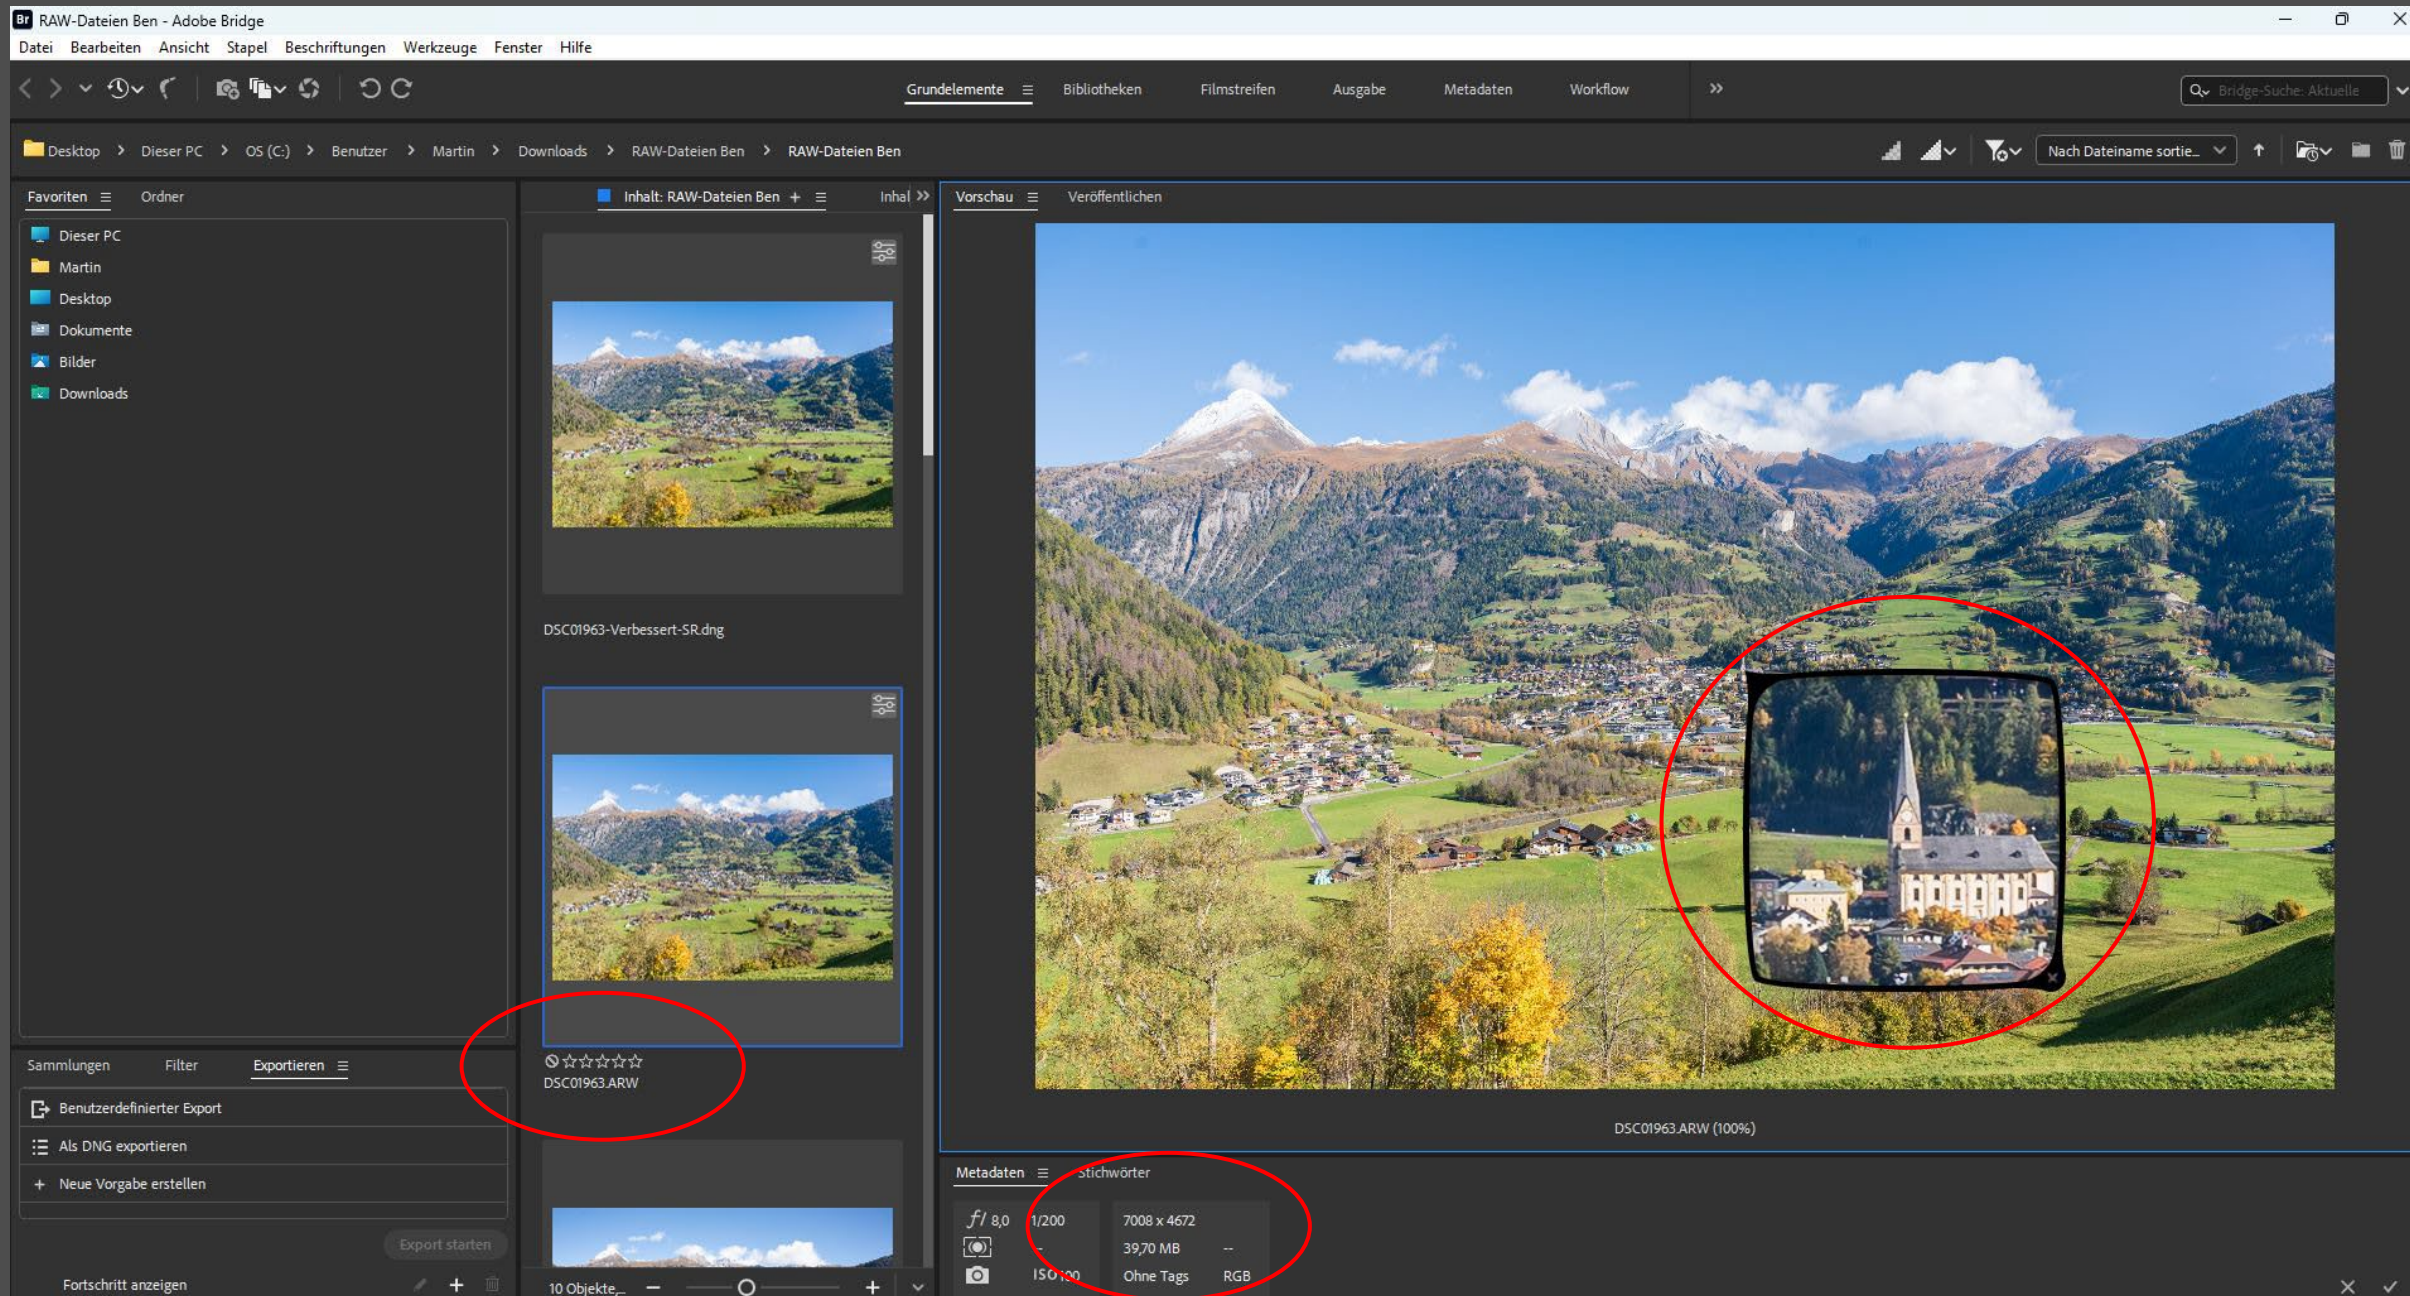 Br RAW-Dateien Ben - Adobe Bridge
Datei Bearbeiten Ansicht Stapel Beschriftungen Werkzeuge Fenster Hilfe
Grundelemente Bibliotheken Filmstreifen Ausgabe Metadaten Workflow
Bridge-Suche: Aktuelle
Desktop > Dieser PC > OS (C:) > Benutzer > Martin > Downloads > RAW-Dateien Ben > RAW-Dateien Ben
Nach Dateiname sortie...
Favoriten Ordner
Dieser PC
Martin
Desktop
Dokumente
Bilder
Downloads
Sammlungen Filter Exportieren
Benutzerdefinierter Export
Als DNG exportieren
+ Neue Vorgabe erstellen
Export starten
Fortschritt anzeigen
Inhalt: RAW-Dateien Ben + Inhal
DSC01963-Verbessert-SR.dng
DSC01963.ARW
10 Objekte,...
Vorschau Veröffentlichen
DSC01963.ARW (100%)
Metadaten Stichwörter
f/ 8,0 1/200 7008 x 4672
-- 39,70 MB --
ISO100 Ohne Tags RGB